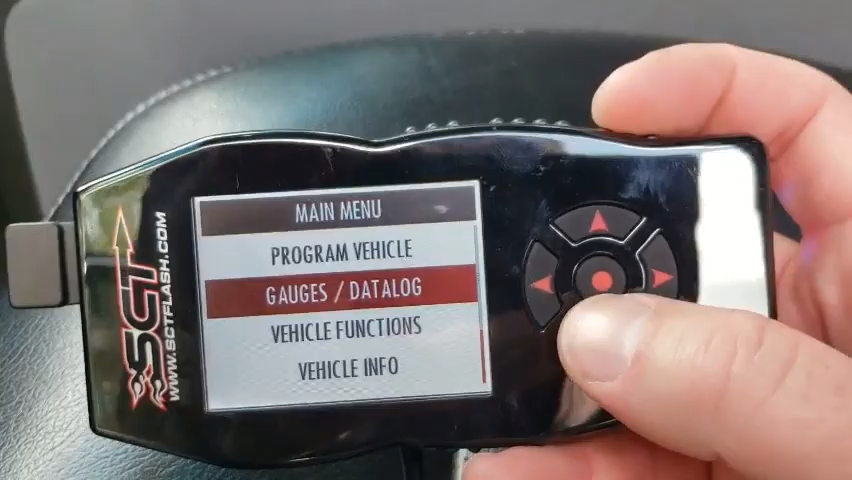 MAIN MENU
PROGRAM VEHICLE
GAUGES / DATALOG
VEHICLE FUNCTIONS
VEHICLE INFO
SCT
www.SCTFLASH.COM